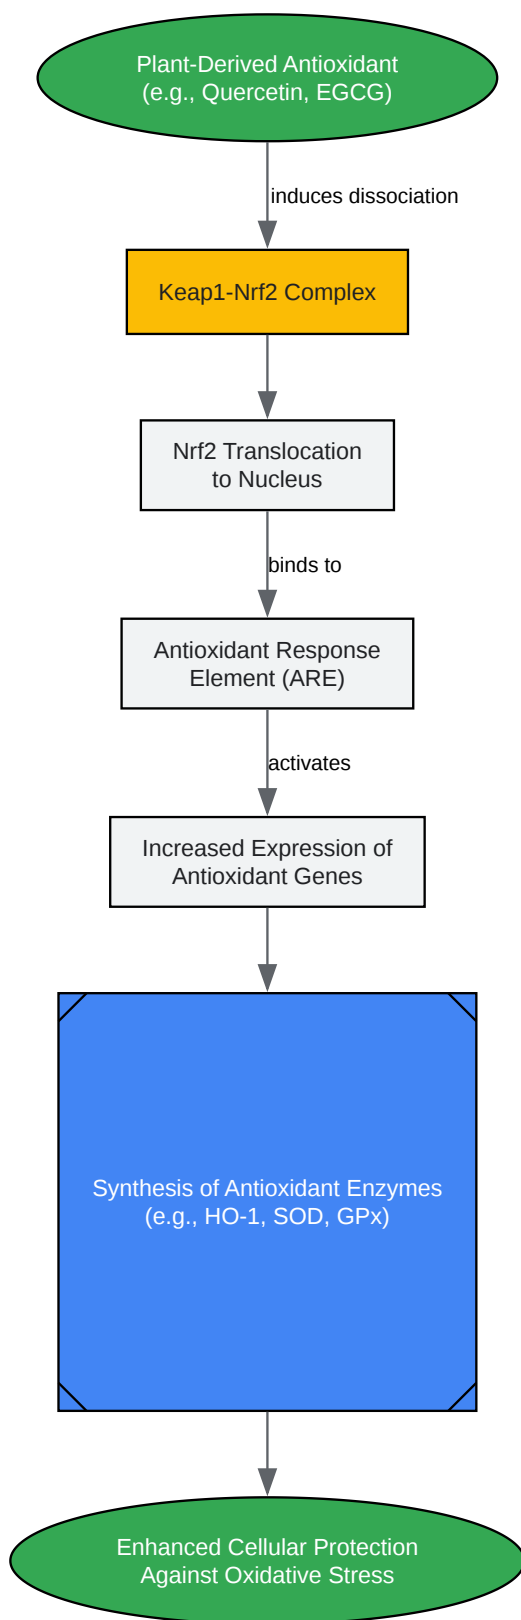 Plant-Derived Antioxidant
(e.g., Quercetin, EGCG)
induces dissociation
Keap1-Nrf2 Complex
Nrf2 Translocation
to Nucleus
binds to
Antioxidant Response
Element (ARE)
activates
Increased Expression of
Antioxidant Genes
Synthesis of Antioxidant Enzymes
(e.g., HO-1, SOD, GPx)
Enhanced Cellular Protection
Against Oxidative Stress